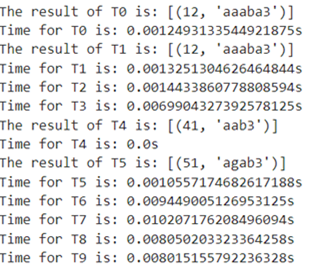 The result of T0 is: [(12, 'aaaba3')]
Time for T0 is: 0.0012493133544921875s
The result of T1 is: [(12, 'aaaba3')]
Time for T1 is: 0.0013251304626464844s
Time for T2 is: 0.0014433860778808594s
Time for T3 is: 0.0069904327392578125s
The result of T4 is: [(41, 'aab3')]
Time for T4 is: 0.0s
The result of T5 is: [(51, 'agab3')]
Time for T5 is: 0.0010557174682617188s
Time for T6 is: 0.009449005126953125s
Time for T7 is: 0.010207176208496094s
Time for T8 is: 0.008050203323364258s
Time for T9 is: 0.008015155792236328s